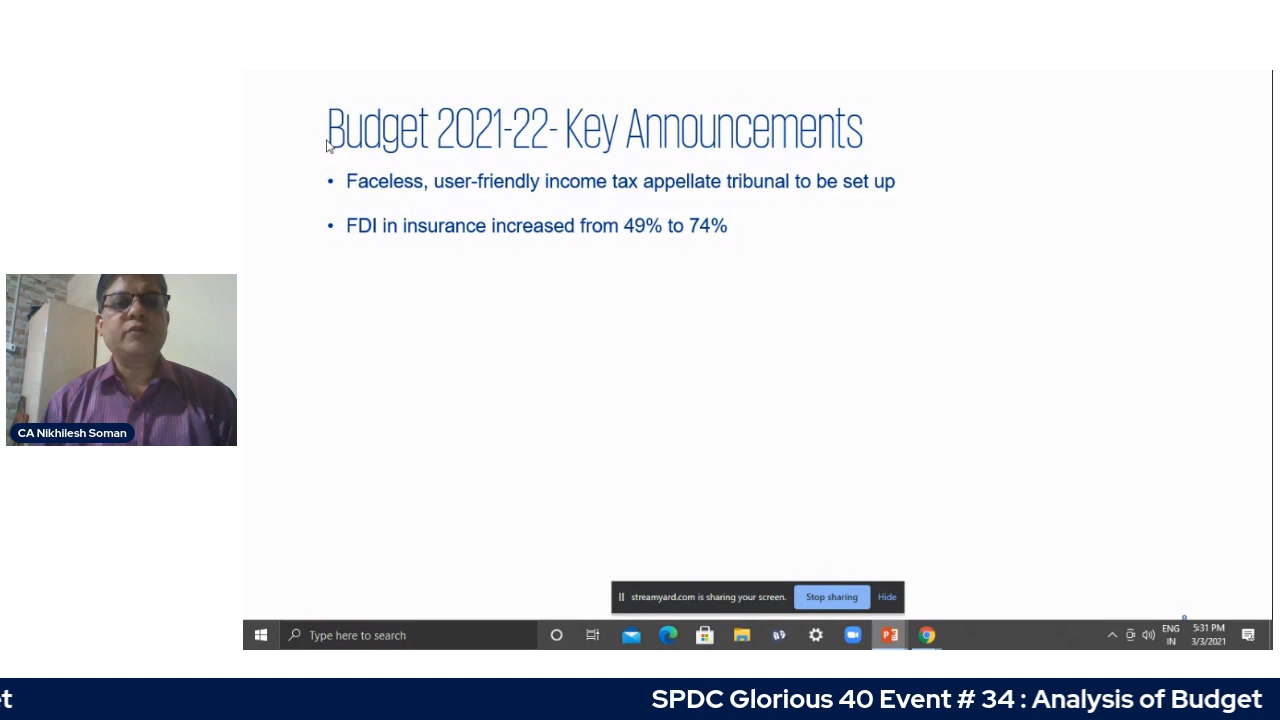 Budget 2021-22- Key Announcements
• Faceless, user-friendly income tax appellate tribunal to be set up
• FDI in insurance increased from 49% to 74%
CA Nikhilesh Soman
streamyard.com is sharing your screen. Stop sharing Hide
Type here to search
ENG
IN
5:31 PM
3/3/2021
SPDC Glorious 40 Event # 34 : Analysis of Budget